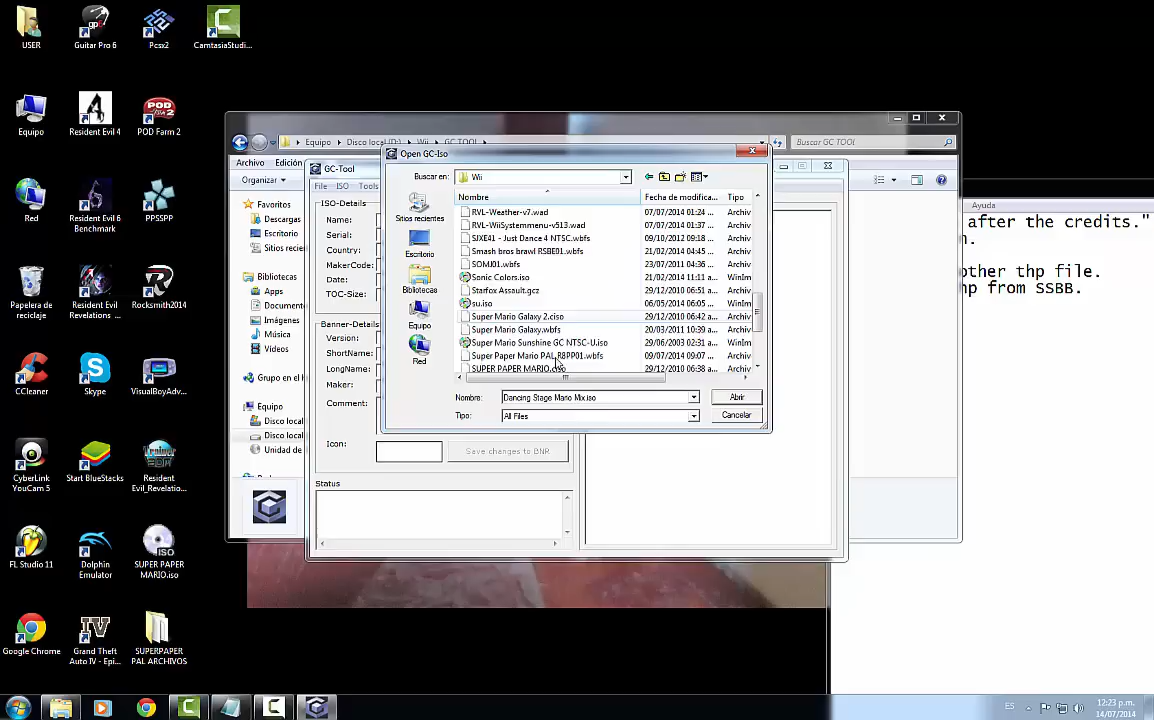 USER
Guitar Pro 6
Pcsx2
CamtasiaStudi...
Equipo
Resident Evil 4
POD Farm 2
Red
Resident Evil 6 Benchmark
PPSSPP
Papelera de reciclaje
Resident Evil Revelations ...
Rocksmith2014
CCleaner
Skype
VisualBoyAdv...
CyberLink YouCam 5
Start BlueStacks
Resident Evil_Revelatio...
FL Studio 11
Dolphin Emulator
SUPER PAPER MARIO.iso
Google Chrome
Grand Theft Auto IV - Epi...
SUPERPAPER PAL ARCHIVOS
Equipo
Disco local (D:)
Wii
GC TOOL
Buscar GC TOOL
Archivo
Edición
Organizar
Favoritos
Descargas
Escritorio
Sitios recie
Bibliotecas
Apps
Document
Imágenes
Música
Vídeos
Grupo en el h
Equipo
Disco local
Disco local
Unidad de
GC-Tool
File ISO Tools
ISO-Details
Name:
Serial:
Country:
MakerCode:
Date:
TOC-Size:
Banner-Details
Version:
ShortName:
LongName:
Maker:
Comment:
Icon:
Save changes to BNR
Status
Open GC-Iso
Buscar en: Wii
Sitios recientes
Escritorio
Bibliotecas
Equipo
Red
Nombre Fecha de modifica... Tipo
RVL-Weather-v7.wad 07/07/2014 01:24 ... Archiv
RVL-WiiSystemmenu-v513.wad 07/07/2014 01:37 ... Archiv
SJXE41 - Just Dance 4 NTSC.wbfs 09/10/2012 09:18 ... Archiv
Smash bros brawl RSBE01.wbfs 21/02/2014 04:45 ... Archiv
SOMJ01.wbfs 23/02/2011 04:36 ... Archiv
Sonic Colors.iso 21/02/2014 11:11 a... WinIm
Starfox Assault.gcz 29/12/2010 06:51 a... Archiv
su.iso 06/05/2014 06:05 ... WinIm
Super Mario Galaxy 2.ciso 29/12/2010 06:42 a... Archiv
Super Mario Galaxy.wbfs 20/03/2011 10:39 a... Archiv
Super Mario Sunshine GC NTSC-U.iso 29/06/2003 02:31 a... WinIm
Super Paper Mario PAL R8PP01.wbfs 09/07/2014 09:07 ... Archiv
SUPER PAPER MARIO.ciso 29/12/2010 06:38 a... Archiv
Nombre: Dancing Stage Mario Mix.iso
Abrir
Tipo: All Files
Cancelar
Ayuda
after the credits."
n.
other thp file.
hp from SSBB.
ES
12:23 p.m.
14/07/2014